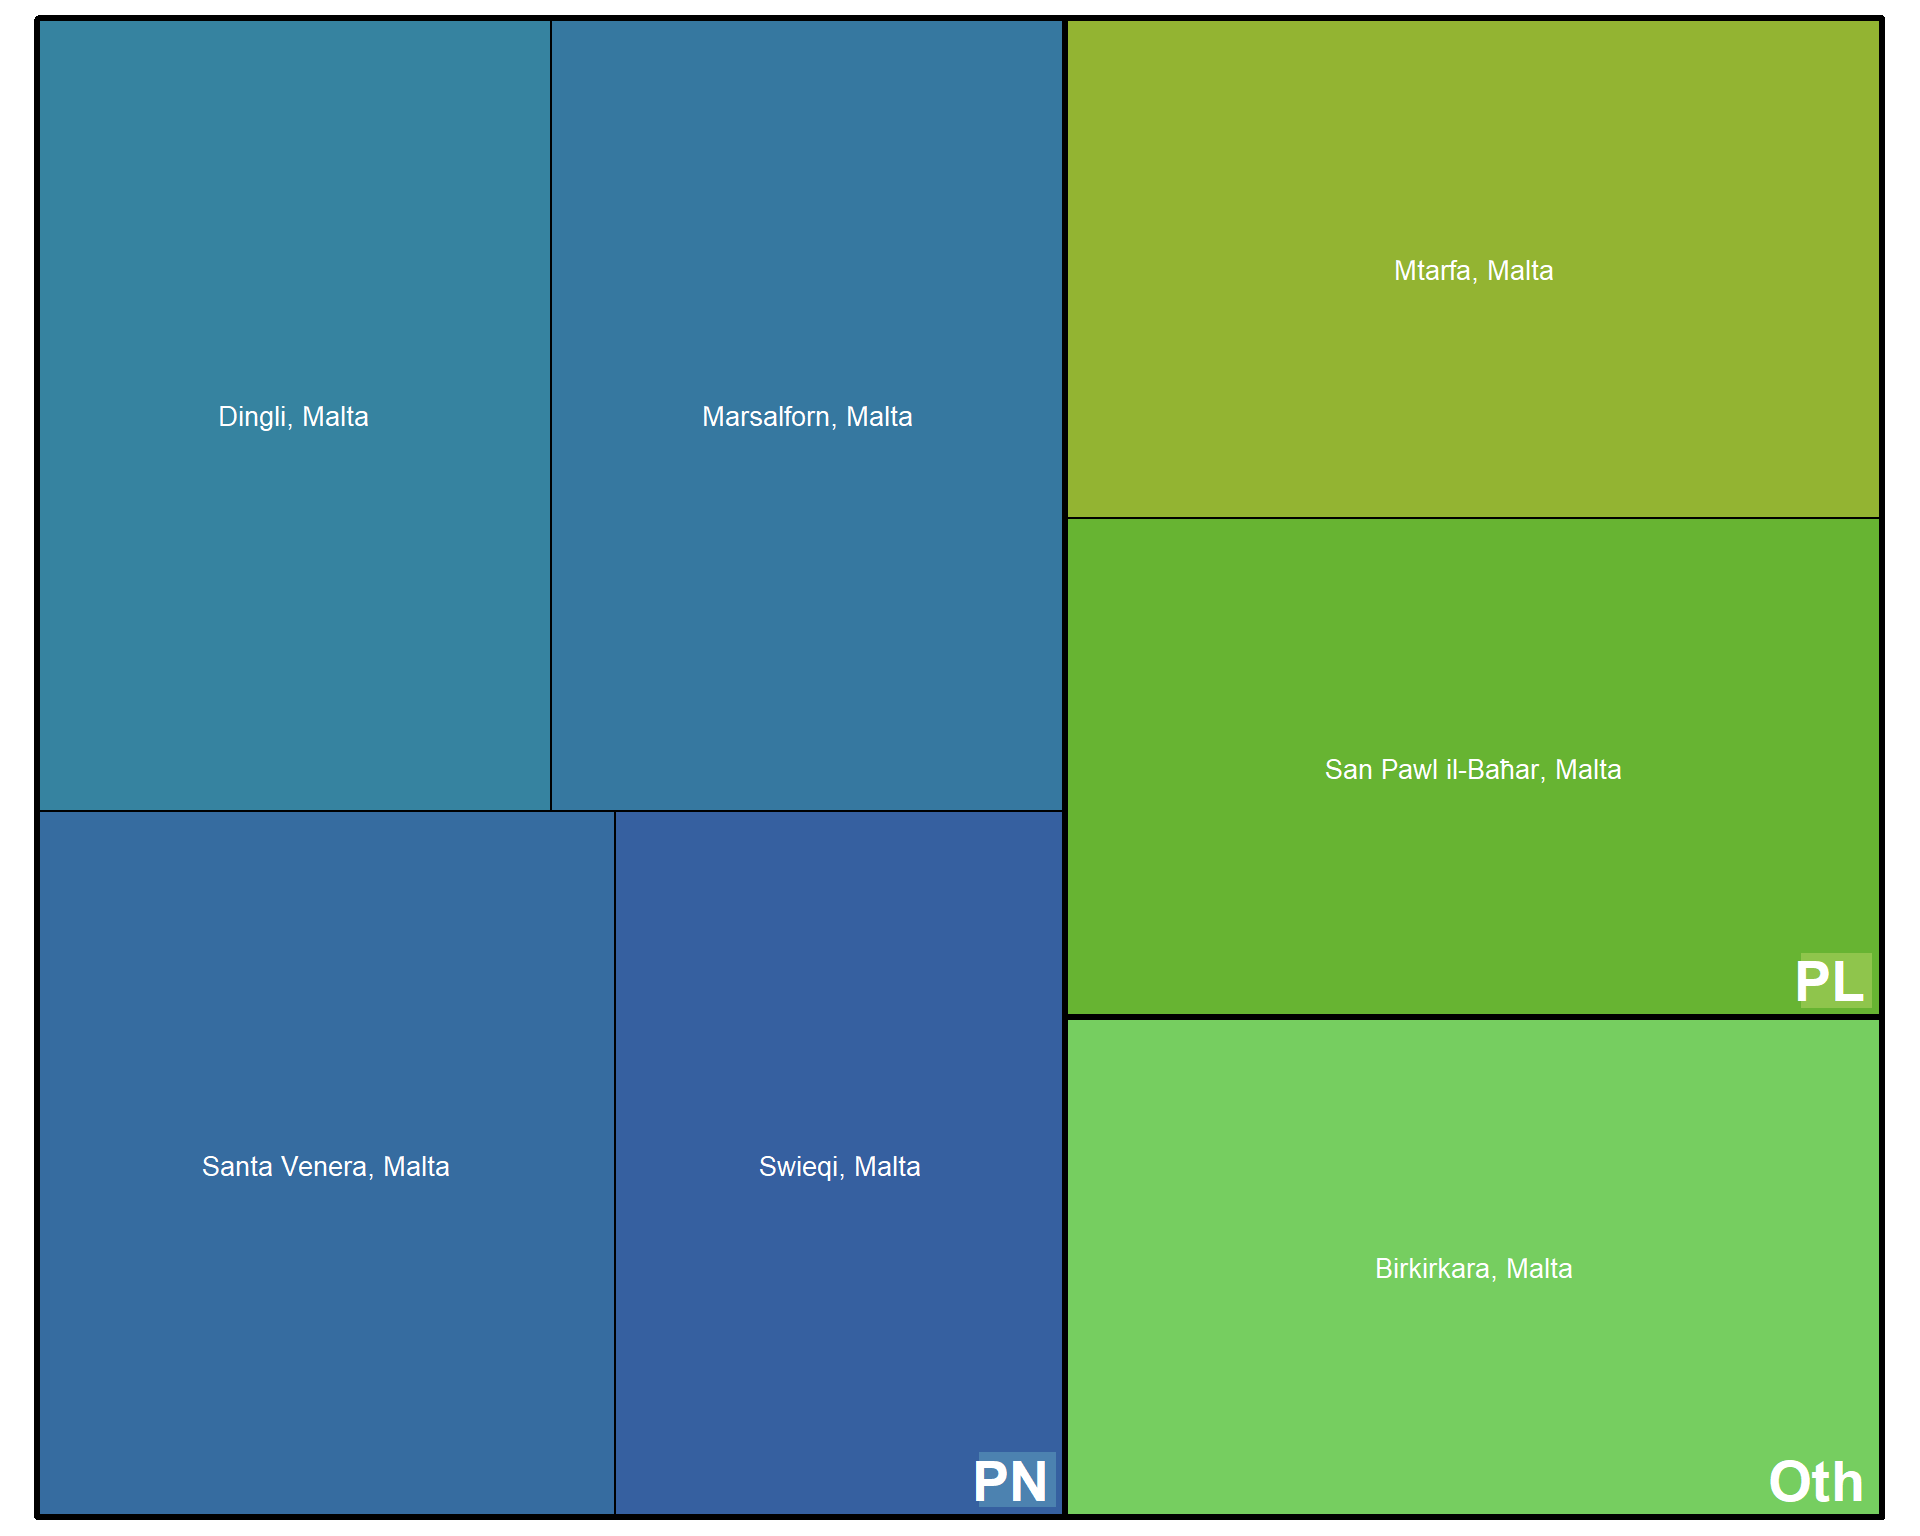 Dingli, Malta
Marsalforn, Malta
Santa Venera, Malta
Swieqi, Malta
PN
Mtarfa, Malta
San Pawl il-Baħar, Malta
PL
Birkirkara, Malta
Oth